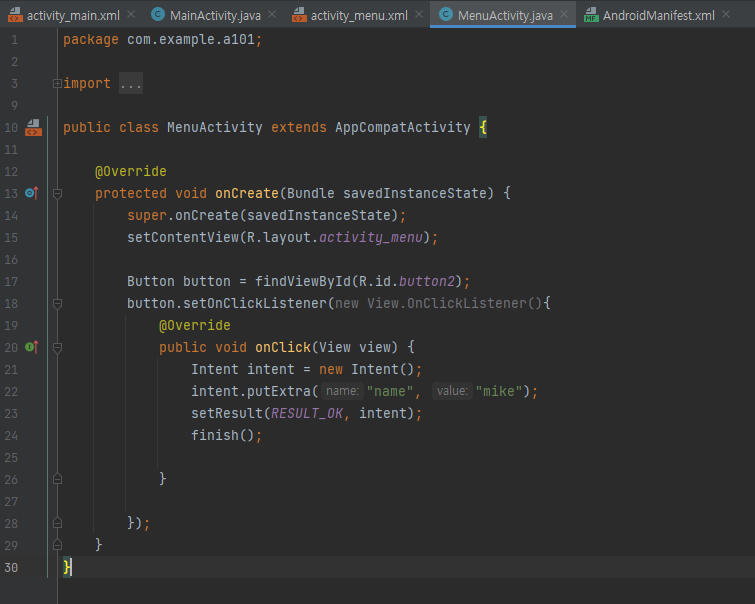 activity_main.xml MainActivity.java activity_menu.xml MenuActivity.java AndroidManifest.xml
1 package com.example.a101;
2
3 import ...
9
10 public class MenuActivity extends AppCompatActivity {
11
12 @Override
13 protected void onCreate(Bundle savedInstanceState) {
14 super.onCreate(savedInstanceState);
15 setContentView(R.layout.activity_menu);
16
17 Button button = findViewById(R.id.button2);
18 button.setOnClickListener(new View.OnClickListener(){
19 @Override
20 public void onClick(View view) {
21 Intent intent = new Intent();
22 intent.putExtra( name: "name", value: "mike");
23 setResult(RESULT_OK, intent);
24 finish();
25
26 }
27
28 });
29 }
30 }